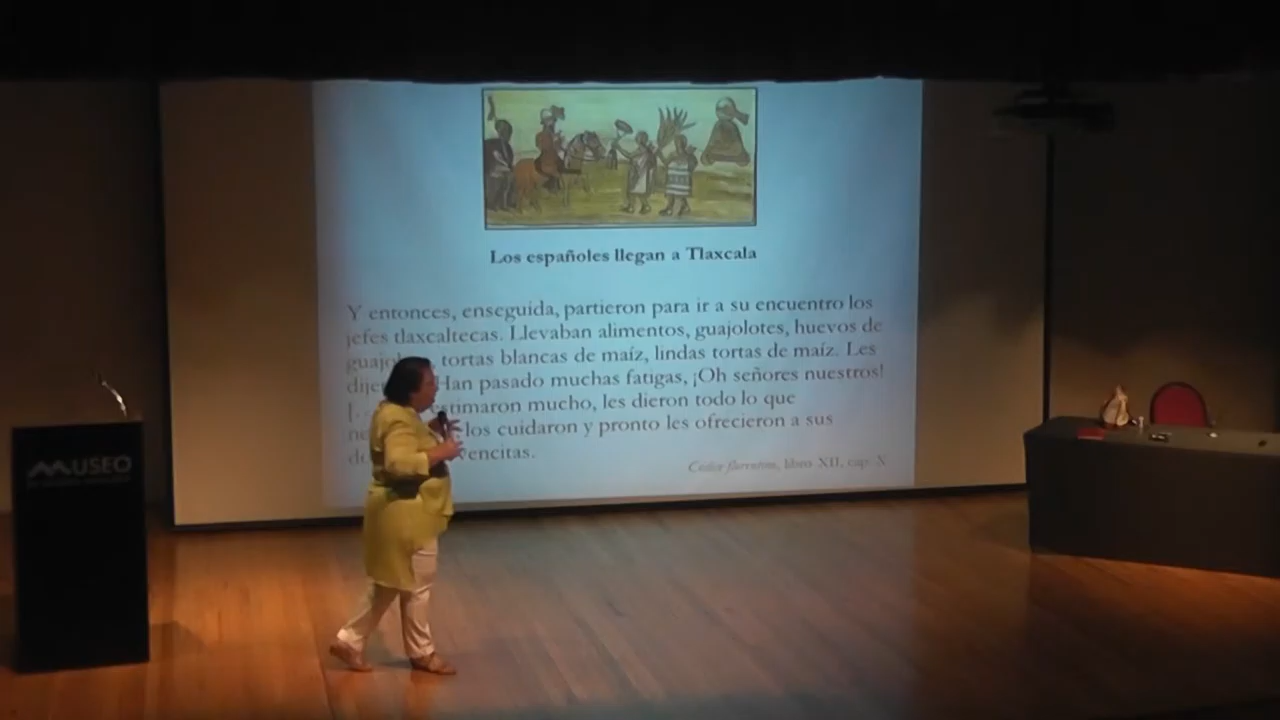 Los españoles llegan a Tlaxcala
Y entonces, enseguida, partieron para ir a su encuentro los
jefes tlaxcaltecas. Llevaban alimentos, guajolotes, huevos de
tortas blancas de maíz, lindas tortas de maíz. Les
Han pasado muchas fatigas, ¡Oh señores nuestros!
estimaron mucho, les dieron todo lo que
los cuidaron y pronto les ofrecieron a sus
Códice florentino, libro XII, cap. X
MUSEO